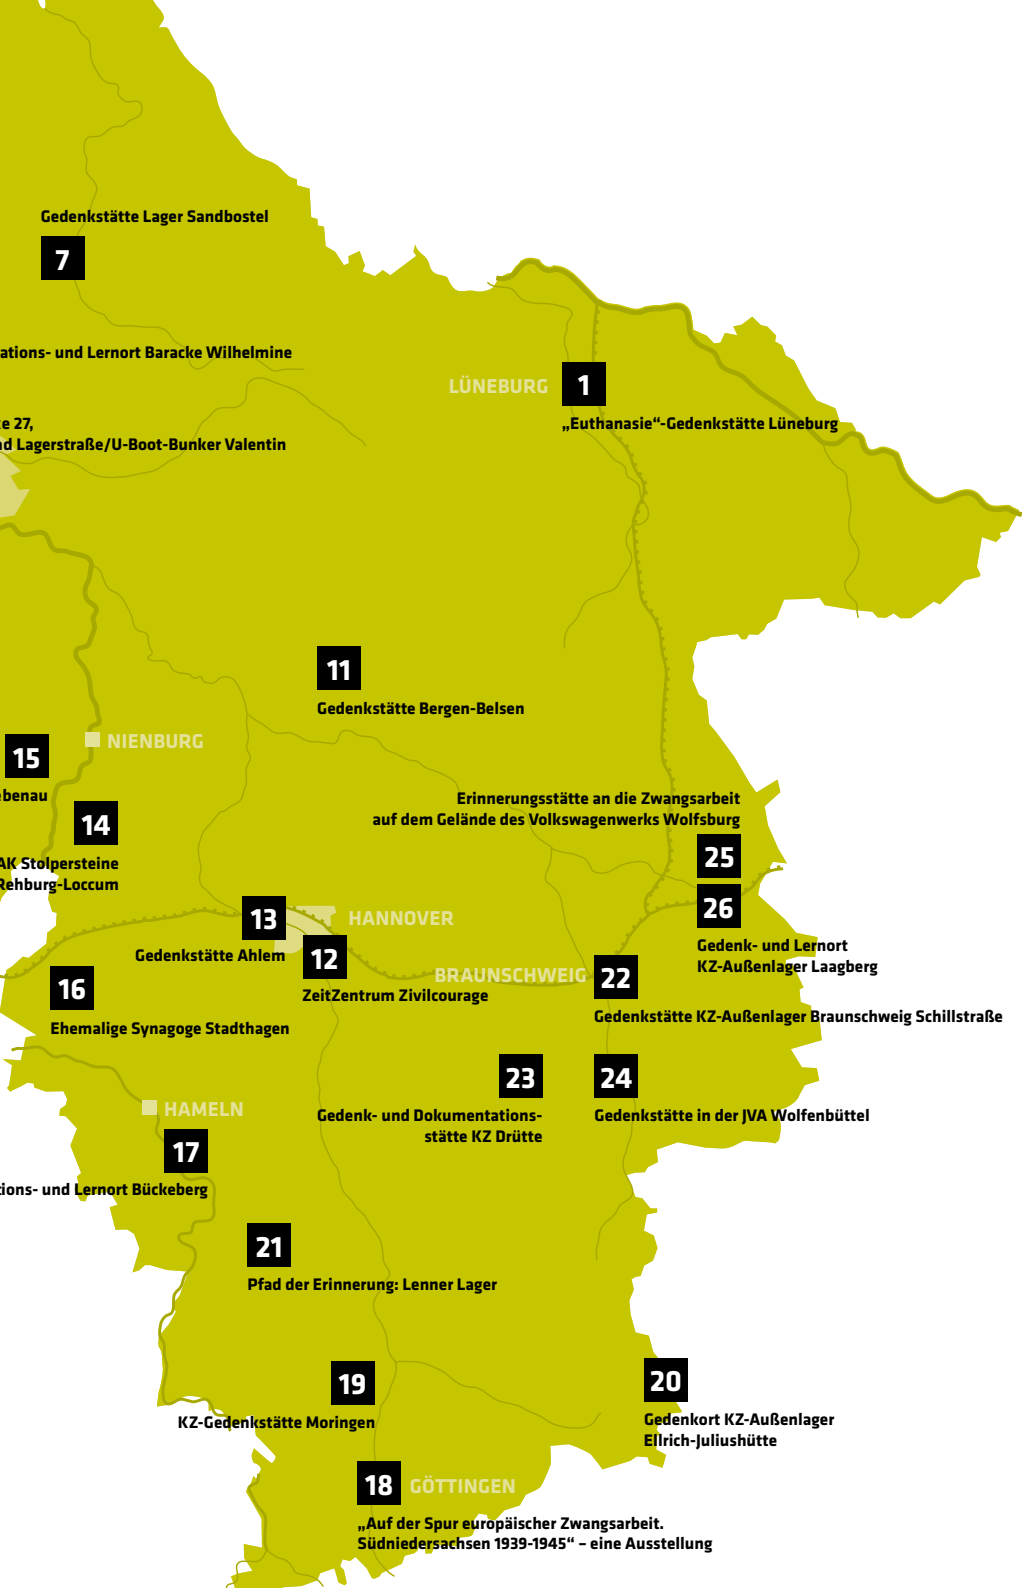 Gedenkstätte Lager Sandbostel
7
ations- und Lernort Baracke Wilhelmine
LÜNEBURG
1
„Euthanasie“-Gedenkstätte Lüneburg
e 27,
d Lagerstraße/U-Boot-Bunker Valentin
11
Gedenkstätte Bergen-Belsen
15
NIENBURG
benau
14
AK Stolpersteine
Rehburg-Loccum
Erinnerungsstätte an die Zwangsarbeit
auf dem Gelände des Volkswagenwerks Wolfsburg
25
26
Gedenk- und Lernort
KZ-Außenlager Laagberg
13
HANNOVER
Gedenkstätte Ahlem
12
ZeitZentrum Zivilcourage
BRAUNSCHWEIG
22
Gedenkstätte KZ-Außenlager Braunschweig Schillstraße
16
Ehemalige Synagoge Stadthagen
23
Gedenk- und Dokumentations-
stätte KZ Drütte
24
Gedenkstätte in der JVA Wolfenbüttel
HAMELN
17
ions- und Lernort Bückeberg
21
Pfad der Erinnerung: Lenner Lager
19
KZ-Gedenkstätte Moringen
20
Gedenkort KZ-Außenlager
Ellrich-Juliushütte
18
GÖTTINGEN
„Auf der Spur europäischer Zwangsarbeit.
Südniedersachsen 1939-1945“ – eine Ausstellung